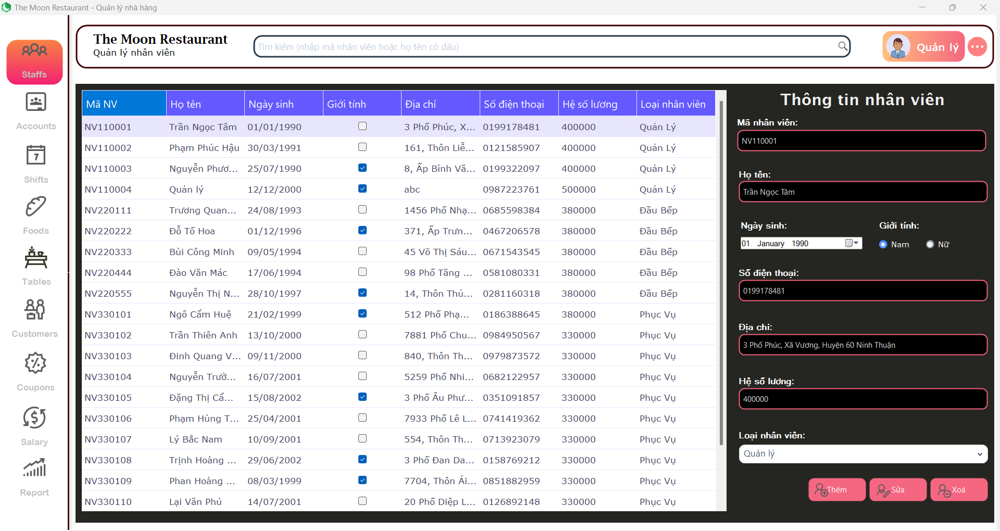 The Moon Restaurant - Quản lý nhà hàng
The Moon Restaurant
Quản lý nhân viên
Tìm kiếm (nhập mã nhân viên hoặc họ tên có dấu)
Quản lý
Staffs
Accounts
7
Shifts
Foods
Tables
Customers
Coupons
Salary
Report
Mã NV Họ tên Ngày sinh Giới tính Địa chỉ Số điện thoại Hệ số lương Loại nhân viên
NV110001 Trần Ngọc Tâm 01/01/1990 3 Phố Phúc, X... 0199178481 400000 Quản Lý
NV110002 Phạm Phúc Hậu 30/03/1991 161, Thôn Liễ... 0121585907 400000 Quản Lý
NV110003 Nguyễn Phươ... 25/07/1990 8, Ấp Bình Vă... 0199322097 400000 Quản Lý
NV110004 Quản lý 12/12/2000 abc 0987223761 500000 Quản Lý
NV220111 Trương Quan... 24/08/1993 1456 Phố Nhạ... 0685598384 380000 Đầu Bếp
NV220222 Đỗ Tố Hoa 01/12/1996 371, Ấp Trưn... 0467206578 380000 Đầu Bếp
NV220333 Bùi Công Minh 09/05/1994 45 Võ Thị Sáu... 0671543545 380000 Đầu Bếp
NV220444 Đào Văn Mác 17/06/1994 98 Phố Tăng ... 0581080331 380000 Đầu Bếp
NV220555 Nguyễn Thị N... 28/10/1997 14, Thôn Thủ... 0281160318 380000 Đầu Bếp
NV330101 Ngô Cẩm Huệ 21/02/1999 512 Phố Phạ... 0186388645 380000 Phục Vụ
NV330102 Trần Thiên Anh 13/10/2000 7881 Phố Chu... 0984950567 330000 Phục Vụ
NV330103 Đinh Quang V... 09/11/2000 840, Thôn Th... 0979873572 330000 Phục Vụ
NV330104 Nguyễn Trườ... 16/07/2001 5259 Phố Nhi... 0682122957 330000 Phục Vụ
NV330105 Đặng Thị Cẩ... 15/08/2002 3 Phố Âu Phư... 0351091857 330000 Phục Vụ
NV330106 Phạm Hùng T... 25/04/2001 7933 Phố Lê L... 0741419362 330000 Phục Vụ
NV330107 Lý Bắc Nam 10/09/2001 554, Thôn Th... 0713923079 330000 Phục Vụ
NV330108 Trịnh Hoàng ... 29/06/2002 3 Phố Đan Da... 0158769212 330000 Phục Vụ
NV330109 Phan Hoàng ... 08/03/1999 7704, Thôn Ái... 0851882959 330000 Phục Vụ
NV330110 Lại Văn Phú 14/07/2001 20 Phố Diệp L... 0126892148 330000 Phục Vụ
Thông tin nhân viên
Mã nhân viên:
NV110001
Họ tên:
Trần Ngọc Tâm
Ngày sinh: Giới tính:
01 January 1990 Nam Nữ
Số điện thoại:
0199178481
Địa chỉ:
3 Phố Phúc, Xã Vương, Huyện 60 Ninh Thuận
Hệ số lương:
400000
Loại nhân viên:
Quản lý
Thêm Sửa Xoá